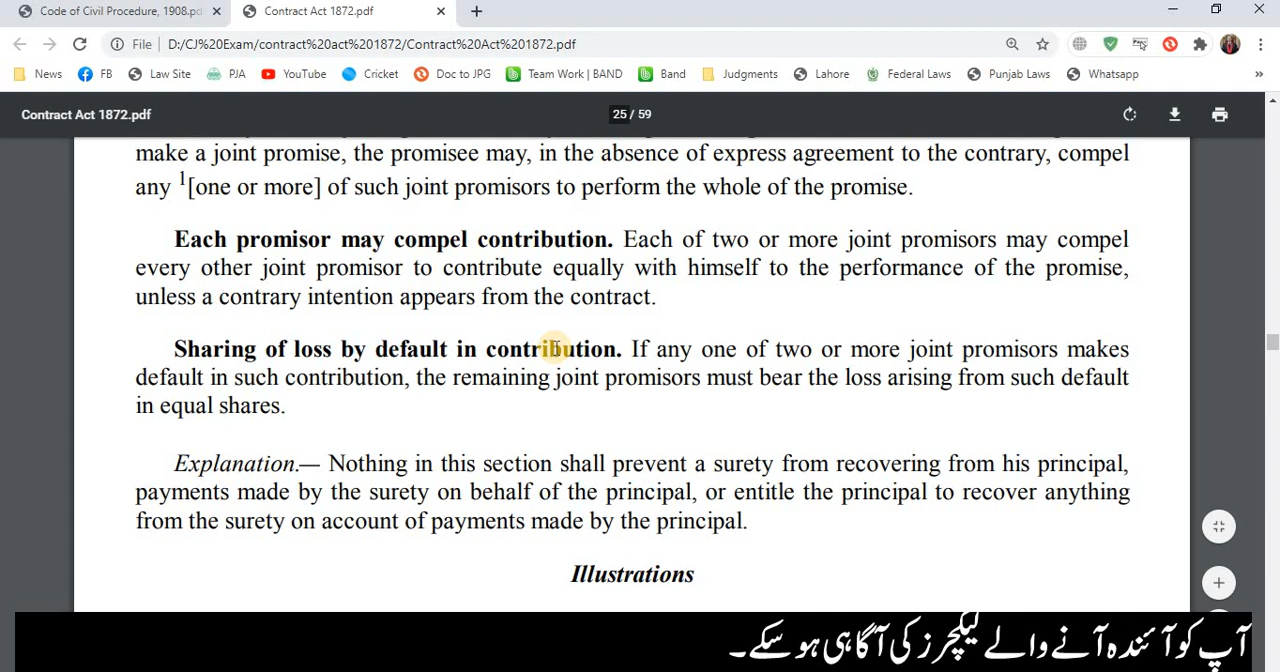 Code of Civil Procedure, 1908.pd
Contract Act 1872.pdf
File
D:/CJ%20Exam/contract%20act%201872/Contract%20Act%201872.pdf
News FB Law Site PJA YouTube Cricket Doc to JPG Team Work | BAND Band Judgments Lahore Federal Laws Punjab Laws Whatsapp »
Contract Act 1872.pdf 25 / 59
make a joint promise, the promisee may, in the absence of express agreement to the contrary, compel
any 1[one or more] of such joint promisors to perform the whole of the promise.
Each promisor may compel contribution. Each of two or more joint promisors may compel
every other joint promisor to contribute equally with himself to the performance of the promise,
unless a contrary intention appears from the contract.
Sharing of loss by default in contribution. If any one of two or more joint promisors makes
default in such contribution, the remaining joint promisors must bear the loss arising from such default
in equal shares.
Explanation.— Nothing in this section shall prevent a surety from recovering from his principal,
payments made by the surety on behalf of the principal, or entitle the principal to recover anything
from the surety on account of payments made by the principal.
Illustrations
آپ کو آئندہ آنے والے لیکچرز کی آگاہی ہو سکے۔